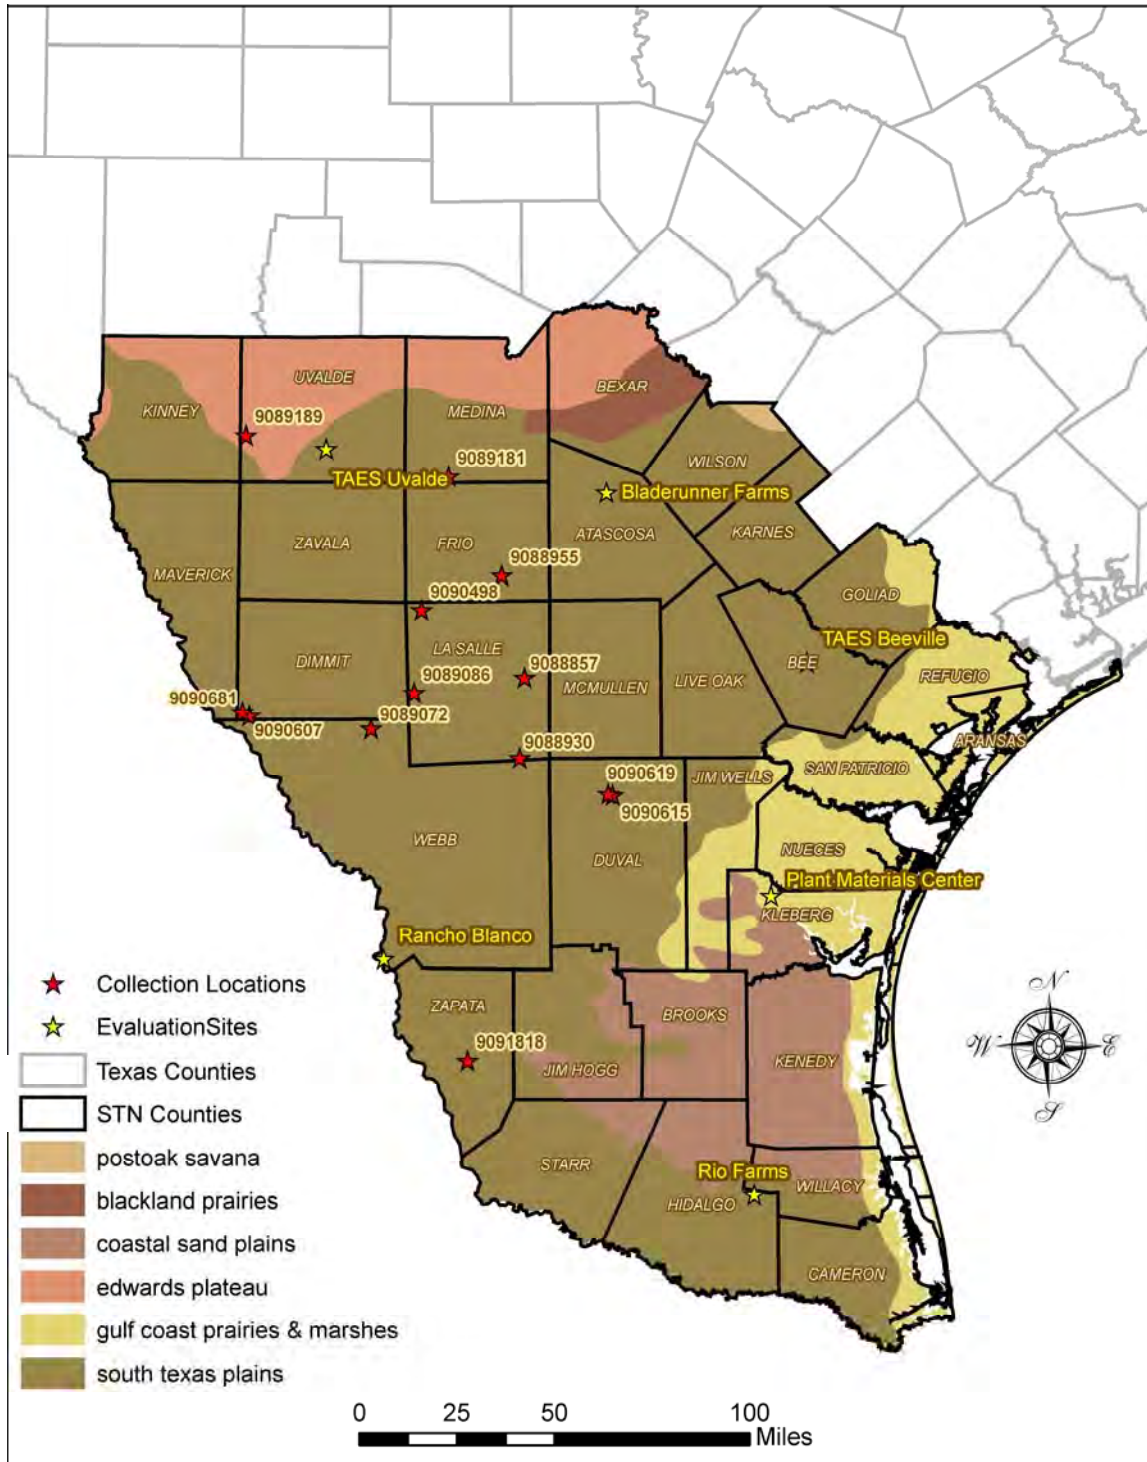 UVALDE
BEXAR
KINNEY
9089189
MEDINA
9089181
WILSON
TAES Uvalde
Bladerunner Farms
ZAVALA
FRIO
ATASCOSA
KARNES
9088955
MAVERICK
9090498
GOLIAD
TAES Beeville
LA SALLE
DIMMIT
BEE
9089086
9088857
LIVE OAK
REFUGIO
MCMULLEN
9090681
9089072
9090607
9088930
ARANSAS
SAN PATRICIO
9090619
JIM WELLS
9090615
WEBB
DUVAL
NUECES
Plant Materials Center
KLEBERG
Rancho Blanco
ZAPATA
BROOKS
9091818
JIM HOGG
KENEDY
STARR
Rio Farms
WILLACY
HIDALGO
CAMERON
N
W E
S
Collection Locations
EvaluationSites
Texas Counties
STN Counties
postoak savana
blackland prairies
coastal sand plains
edwards plateau
gulf coast prairies & marshes
south texas plains
0 25 50 100
Miles